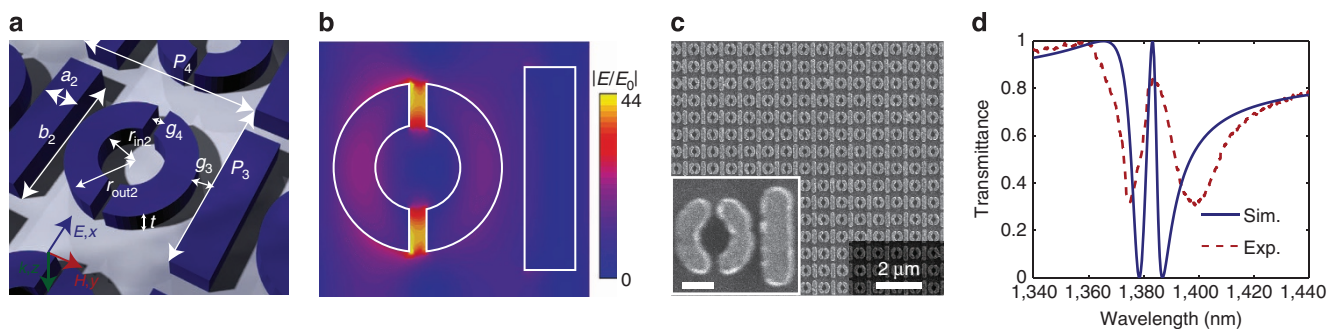 a
b
c
d
P4
a2
b2
rin2
g4
rout2
g3
P3
t
E,x
k,z
H,y
|E/E0|
44
0
2 μm
Transmittance
1
0.8
0.6
0.4
0.2
0
Sim.
Exp.
1,340
1,360
1,380
1,400
1,420
1,440
Wavelength (nm)